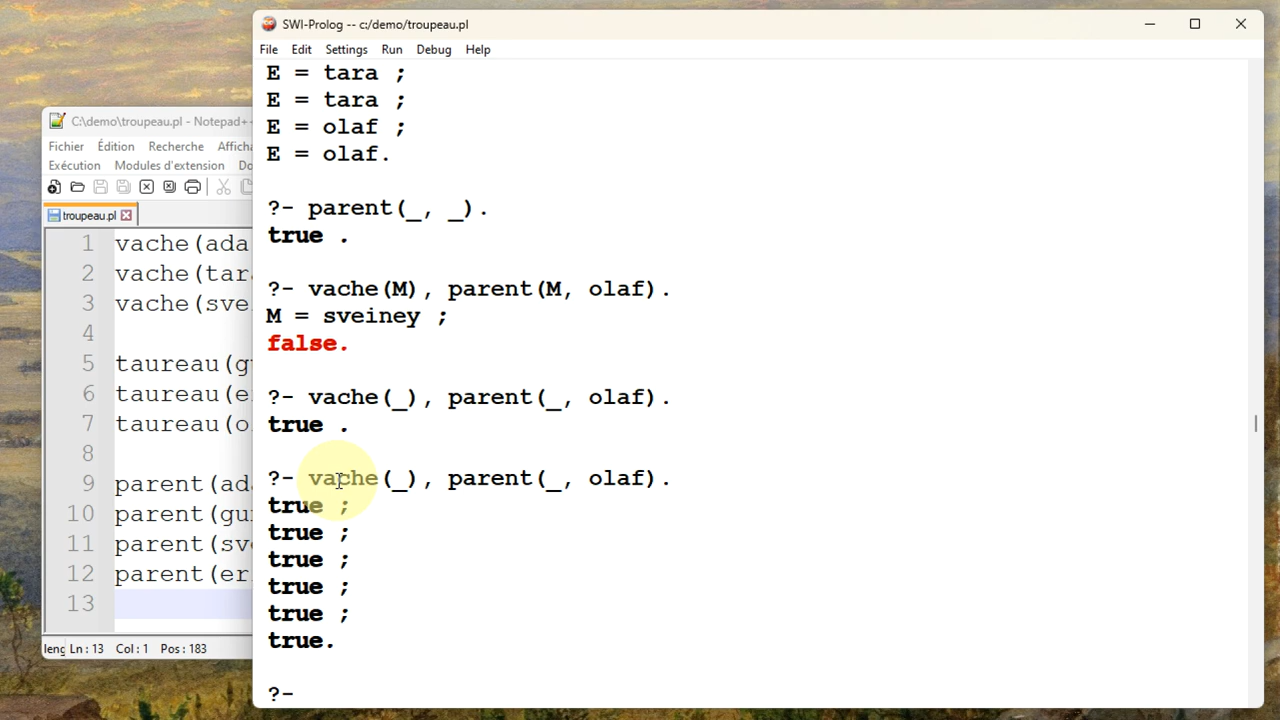 SWI-Prolog -- c:/demo/troupeau.pl
File Edit Settings Run Debug Help
E = tara ;
E = tara ;
E = olaf ;
E = olaf.
?- parent(_, _).
true .
?- vache(M), parent(M, olaf).
M = sveiney ;
false.
?- vache(_), parent(_, olaf).
true .
?- vache(_), parent(_, olaf).
true ;
true ;
true ;
true ;
true ;
true.
?-
C:\demo\troupeau.pl - Notepad+
Fichier Édition Recherche Afficha
Exécution Modules d'extension Do
troupeau.pl
1 vache(ada
2 vache(tar
3 vache(sve
4
5 taureau(g
6 taureau(e
7 taureau(o
8
9 parent(ad
10 parent(gu
11 parent(sv
12 parent(er
13
leng Ln : 13 Col : 1 Pos : 183